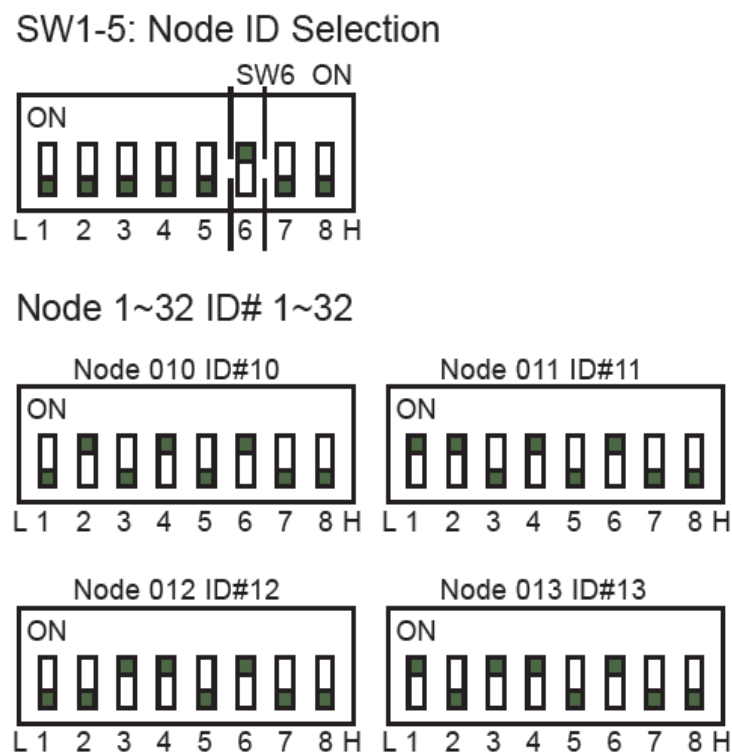 SW1-5: Node ID Selection
SW6 ON
ON
L 1 2 3 4 5 6 7 8 H
Node 1~32 ID# 1~32
Node 010 ID#10
ON
L 1 2 3 4 5 6 7 8 H
Node 011 ID#11
ON
L 1 2 3 4 5 6 7 8 H
Node 012 ID#12
ON
L 1 2 3 4 5 6 7 8 H
Node 013 ID#13
ON
L 1 2 3 4 5 6 7 8 H